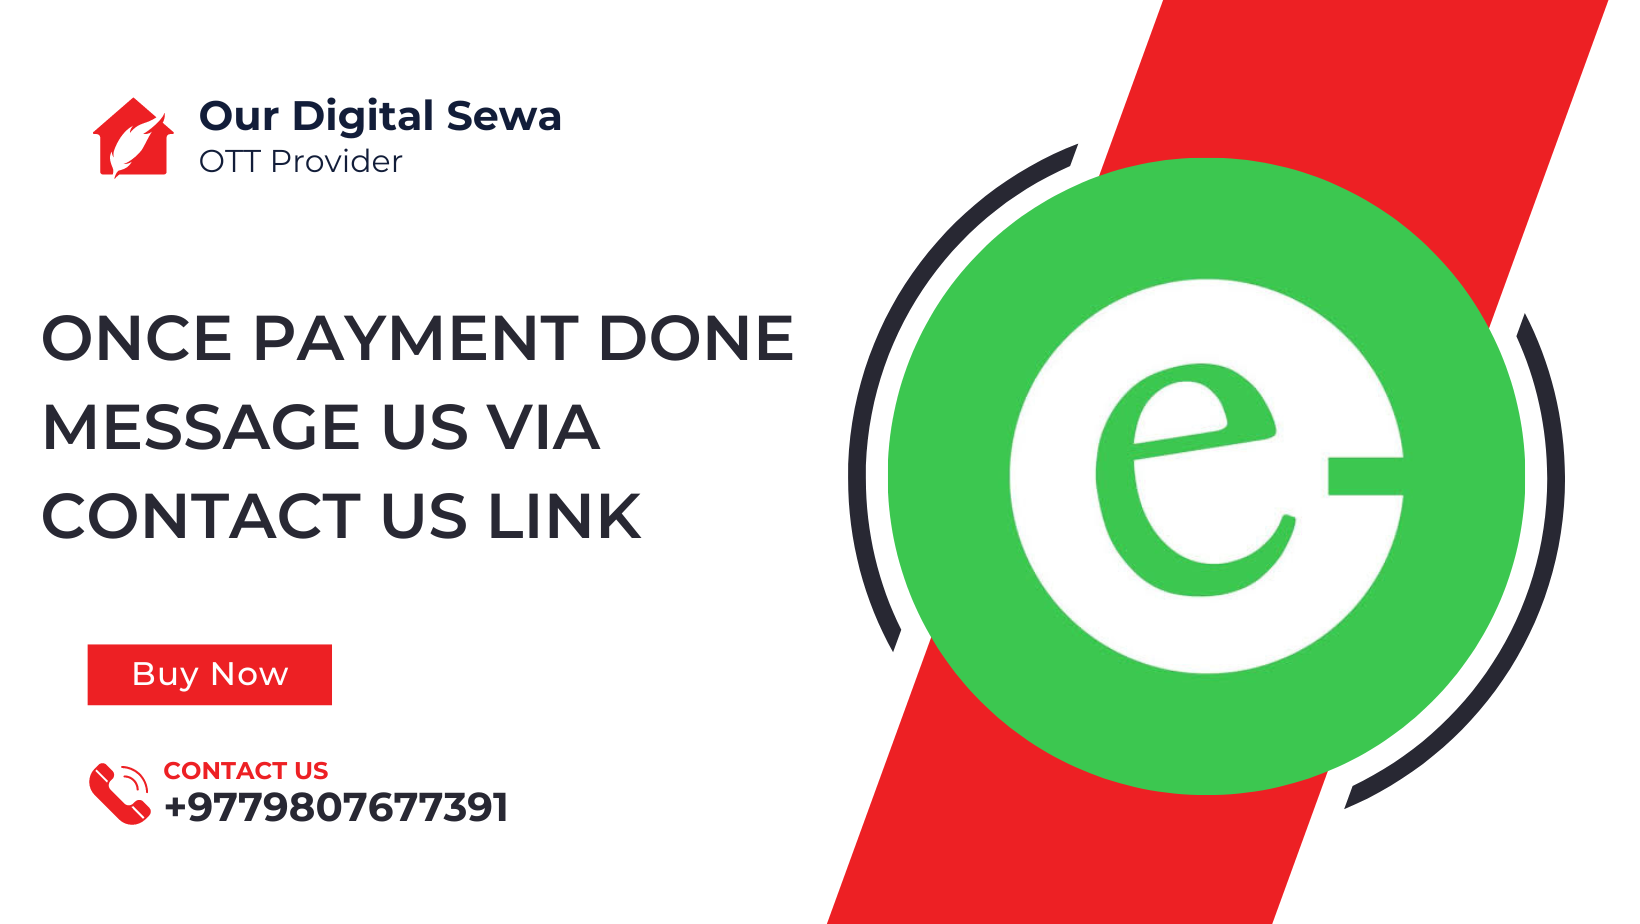 Our Digital Sewa
OTT Provider
ONCE PAYMENT DONE
MESSAGE US VIA
CONTACT US LINK
Buy Now
CONTACT US
+9779807677391
e